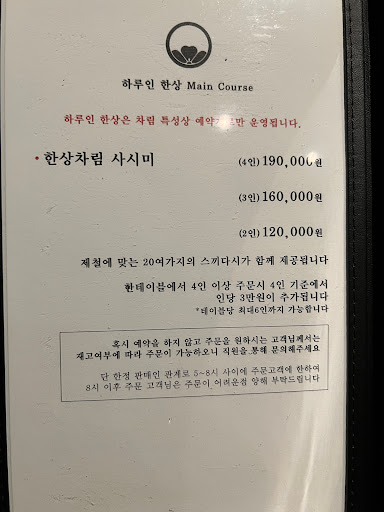 하루인 한상 Main Course
하루인 한상은 차림 특성상 예약 만 운영됩니다.
• 한상차림 사시미 (4인) 190,000원
(3인) 160,000원
(2인) 120,000원
제철에 맞는 20여가지의 스끼다시가 함께 제공됩니다
한테이블에서 4인 이상 주문시 4인 기준에서
인당 3만원이 추가됩니다
*테이블당 최대6인까지 가능합니다
혹시 예약을 하지 않고 주문을 원하시는 고객님께서는
재고여부에 따라 주문이 가능하오니 직원을 통해 문의해주세요
단 한정 판매인 관계로 5~8시 사이에 주문고객에 한하여
8시 이후 주문 고객님은 주문이 어려운점 양해 부탁드립니다